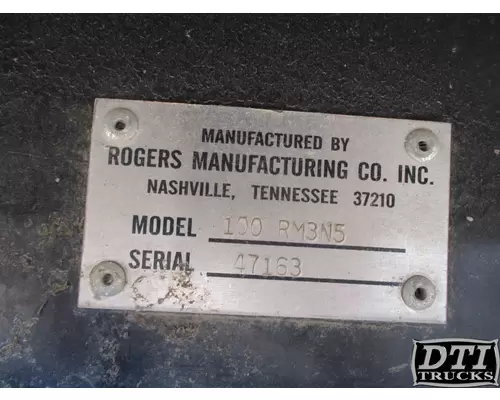 MANUFACTURED BY
ROGERS MANUFACTURING CO. INC.
NASHVILLE, TENNESSEE 37210
MODEL 100 RM3N5
SERIAL 47163
DTI
TRUCKS